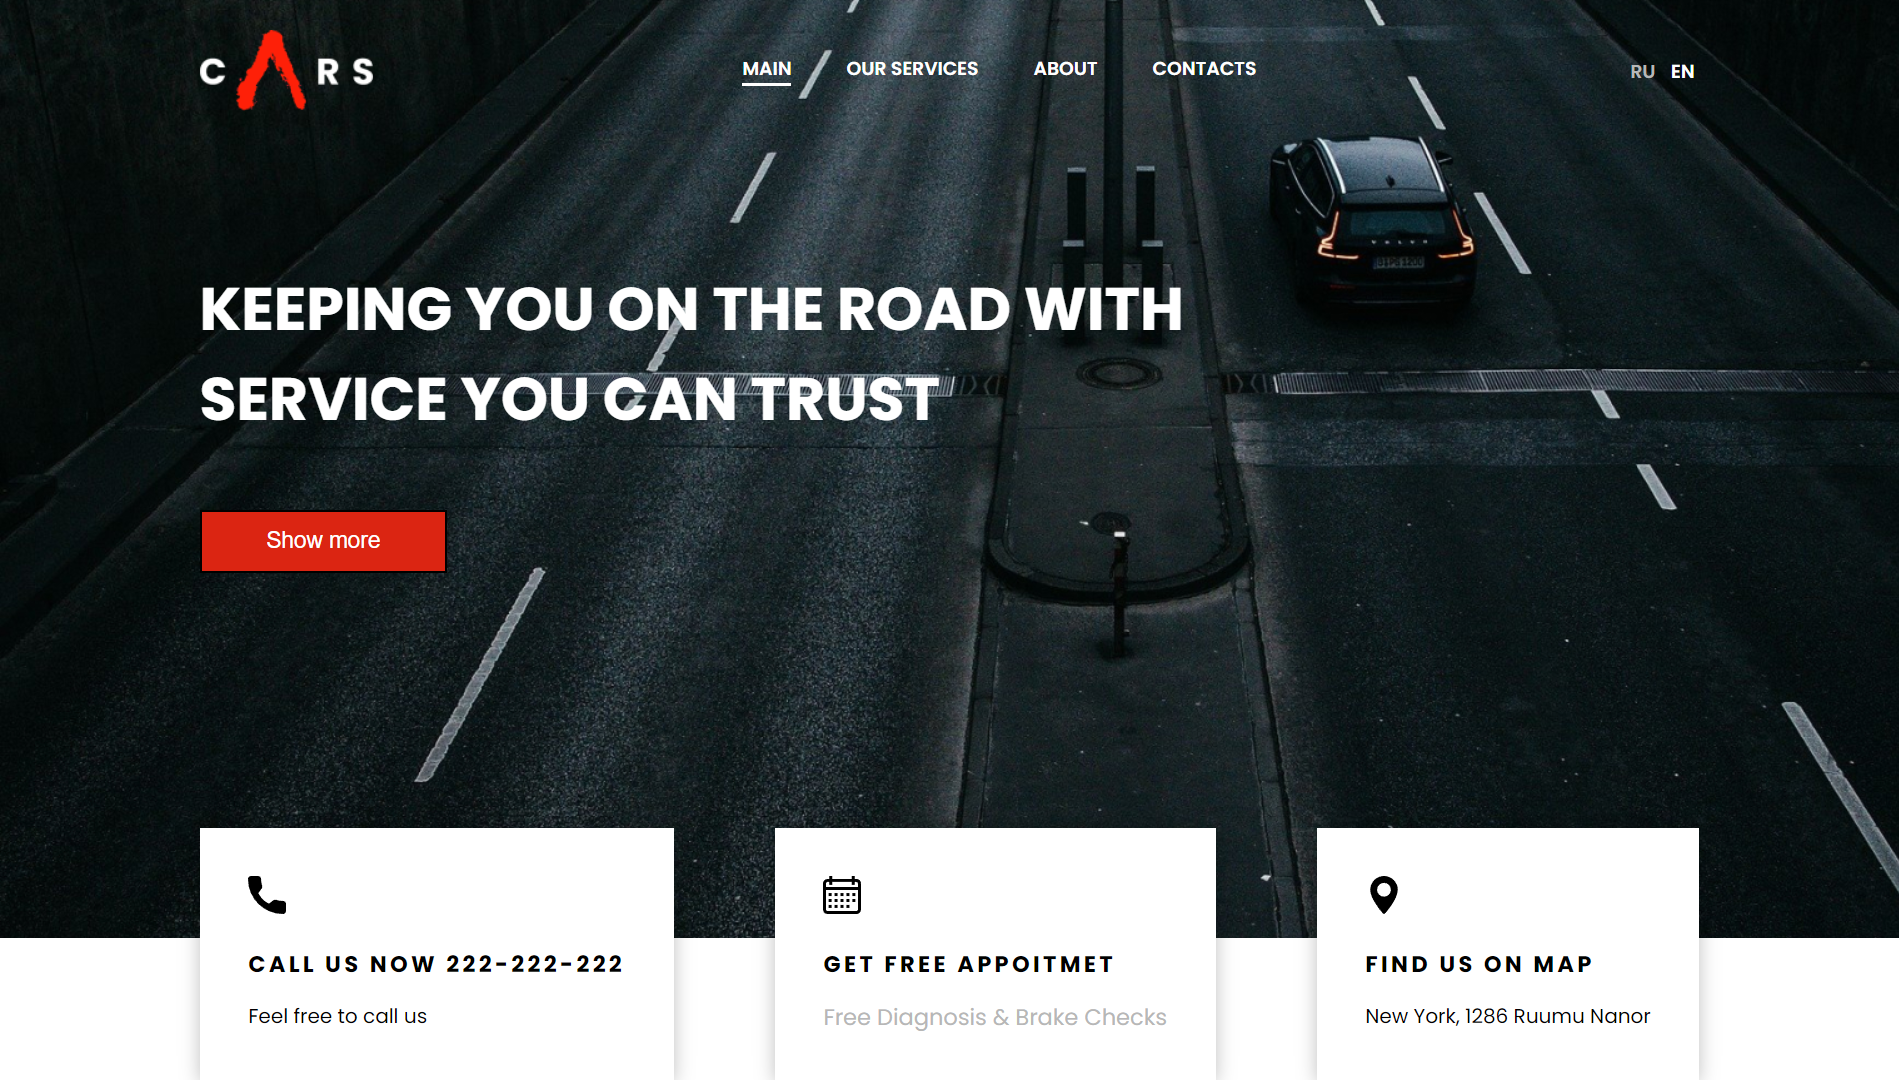 CARS
MAIN
OUR SERVICES
ABOUT
CONTACTS
RU
EN
VOLVO
KEEPING YOU ON THE ROAD WITH
SERVICE YOU CAN TRUST
Show more
CALL US NOW 222-222-222
Feel free to call us
GET FREE APPOITMET
Free Diagnosis & Brake Checks
FIND US ON MAP
New York, 1286 Ruumu Nanor